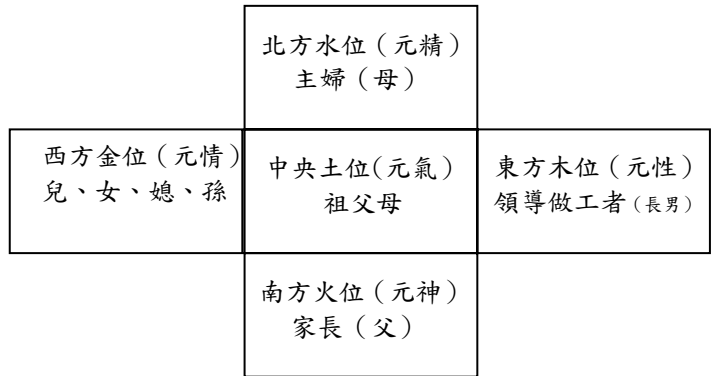 北方水位（元精）
主婦（母）
西方金位（元情）
兒、女、媳、孫
中央土位(元氣）
祖父母
東方木位（元性）
領導做工者（長男）
南方火位（元神）
家長（父）